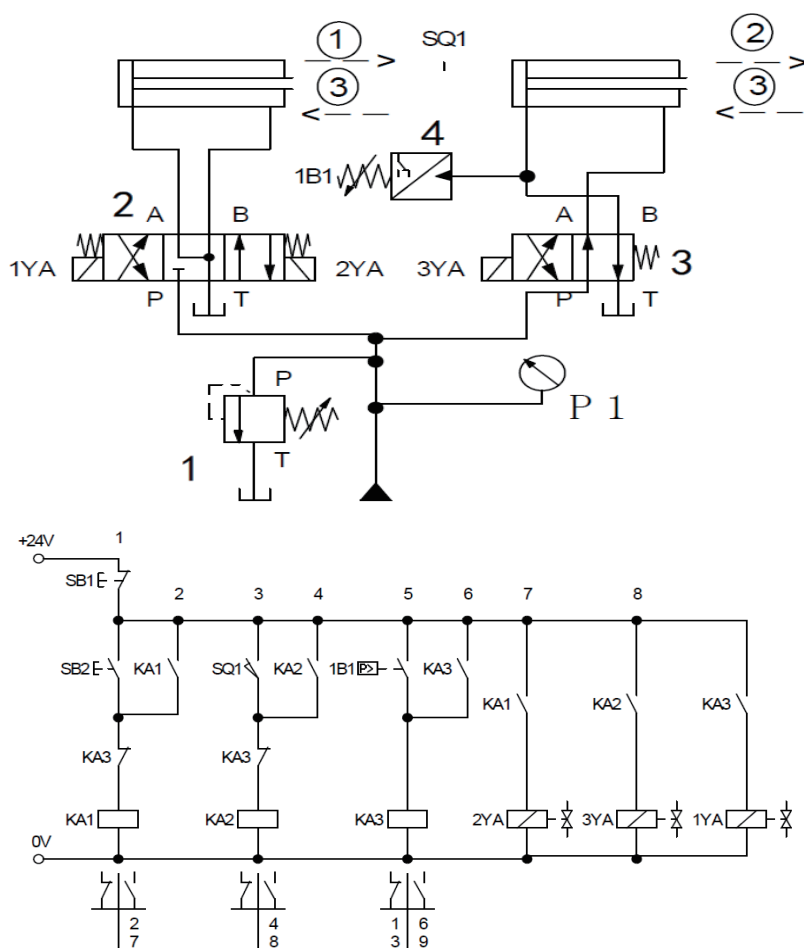 ① SQ1 ②
③ ③
4
1B1
2 A B A B
1YA 2YA 3YA 3
P T P T
P
P 1
1 T
+24V 1
SB1 2 3 4 5 6 7 8
SB2 KA1 SQ1 KA2 1B1 P> KA3
KA1 KA2 KA3
KA3 KA3
KA1 KA2 KA3 2YA 3YA 1YA
0V
2 4 1 6
7 8 3 9